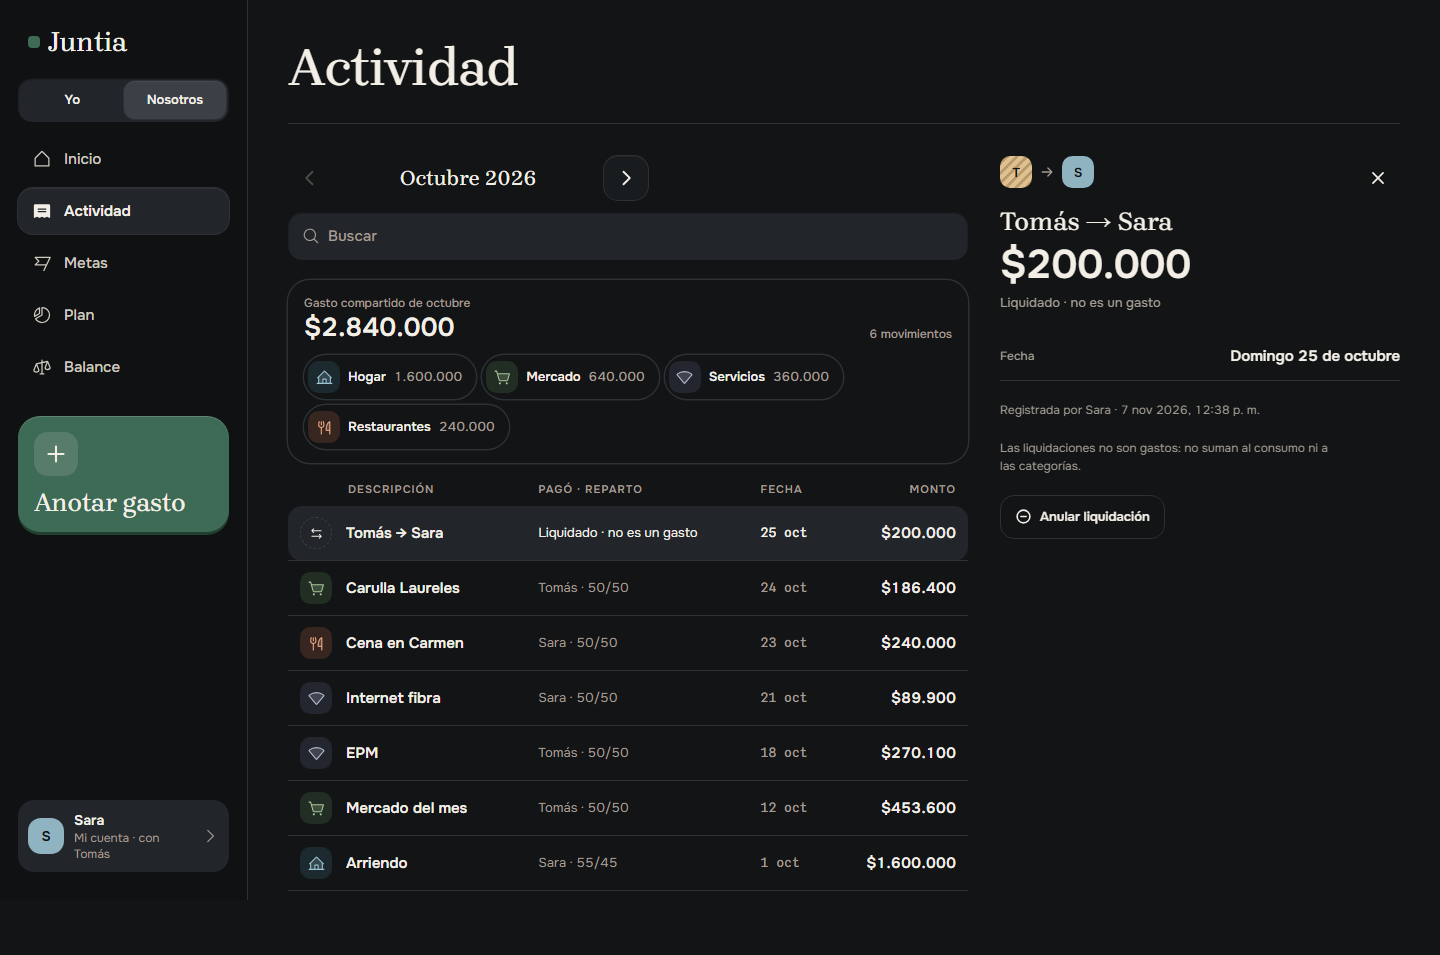 Juntia
Yo
Nosotros
Inicio
Actividad
Metas
Plan
Balance
Anotar gasto
S
Sara
Mi cuenta · con
Tomás
Actividad
Octubre 2026
Buscar
Gasto compartido de octubre
$2.840.000
6 movimientos
Hogar 1.600.000
Mercado 640.000
Servicios 360.000
Restaurantes 240.000
DESCRIPCIÓN PAGÓ · REPARTO FECHA MONTO
Tomás → Sara Liquidado · no es un gasto 25 oct $200.000
Carulla Laureles Tomás · 50/50 24 oct $186.400
Cena en Carmen Sara · 50/50 23 oct $240.000
Internet fibra Sara · 50/50 21 oct $89.900
EPM Tomás · 50/50 18 oct $270.100
Mercado del mes Tomás · 50/50 12 oct $453.600
Arriendo Sara · 55/45 1 oct $1.600.000
T → S
Tomás → Sara
$200.000
Liquidado · no es un gasto
Fecha Domingo 25 de octubre
Registrada por Sara · 7 nov 2026, 12:38 p. m.
Las liquidaciones no son gastos: no suman al consumo ni a
las categorías.
Anular liquidación